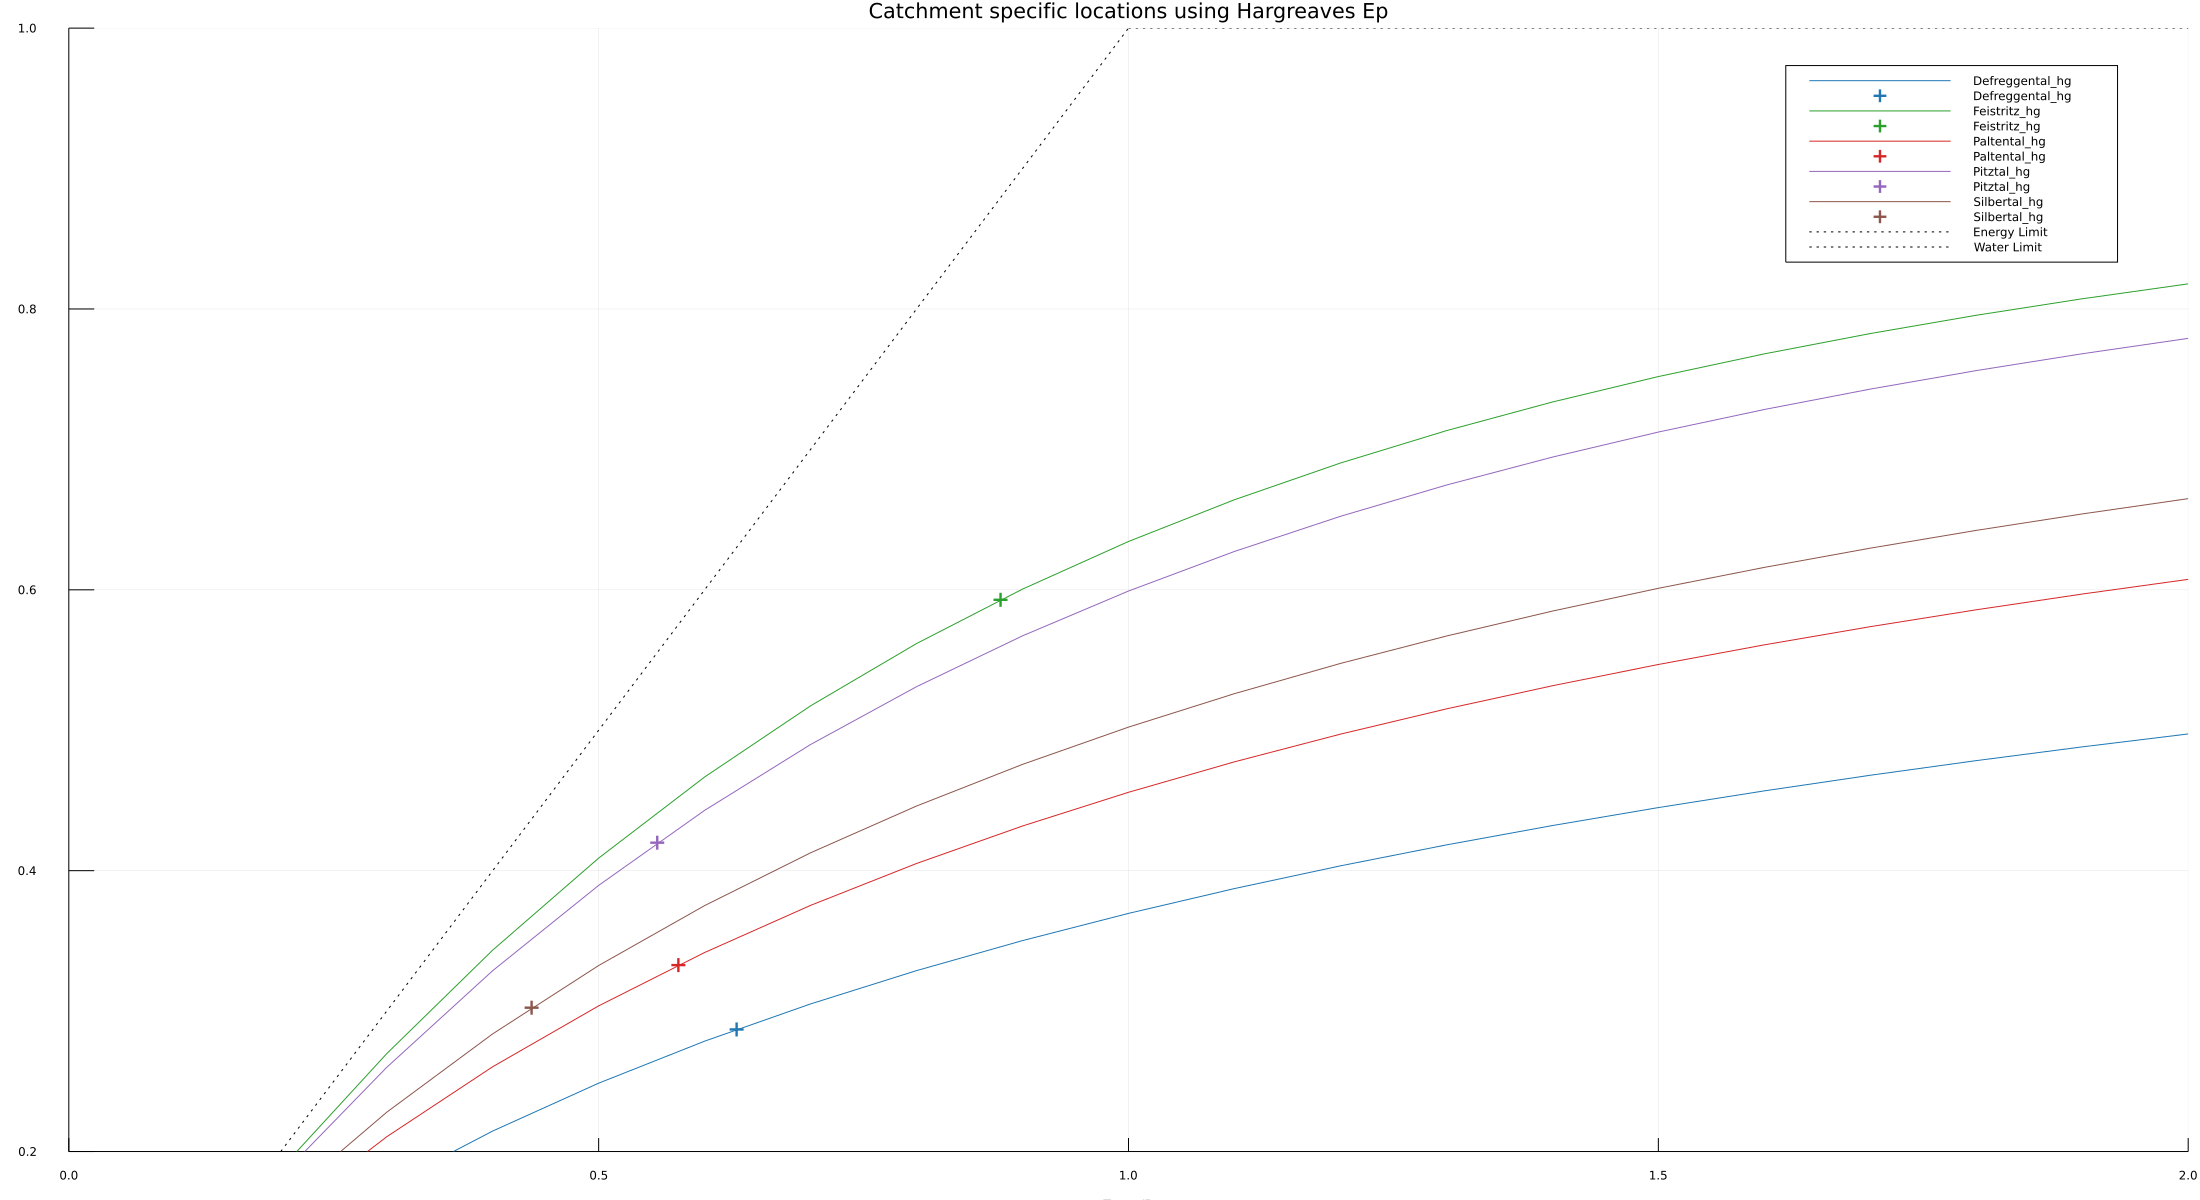 Catchment specific locations using Hargreaves Ep
1.0
0.8
0.6
0.4
0.2
Defreggental_hg
Defreggental_hg
Feistritz_hg
Feistritz_hg
Paltental_hg
Paltental_hg
Pitztal_hg
Pitztal_hg
Silbertal_hg
Silbertal_hg
Energy Limit
Water Limit
0.0 0.5 1.0 1.5 2.0